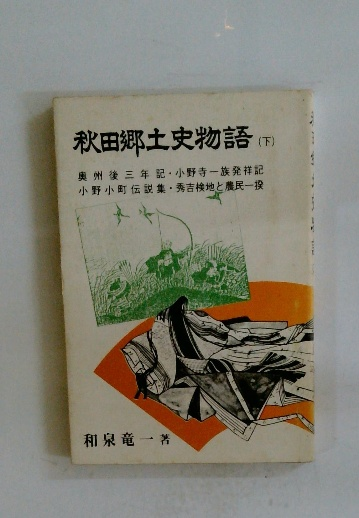 秋田郷土史物語(下)
奥州後三年記・小野寺一族発祥記
小野小町伝説集・秀吉検地と農民一揆
和泉竜一著